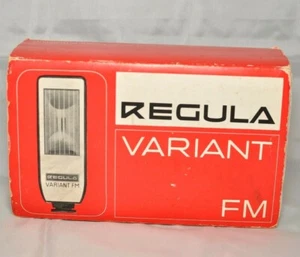 REGULA
VARIANT FM
REGULA
VARIANT
FM